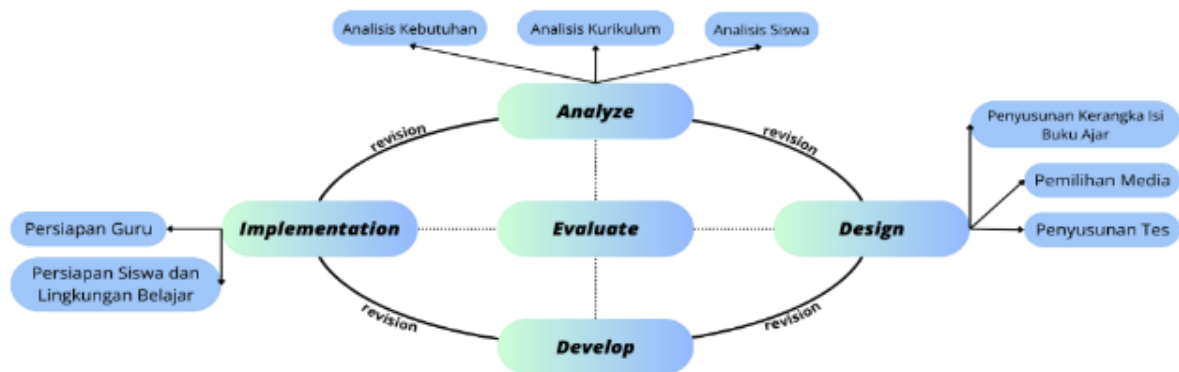 Analisis Kebutuhan
Analisis Kurikulum
Analisis Siswa
Analyze
revision
revision
Penyusunan Kerangka Isi
Buku Ajar
Pemilihan Media
Penyusunan Tes
Persiapan Guru
Persiapan Siswa dan
Lingkungan Belajar
Implementation
Evaluate
Design
revision
revision
Develop